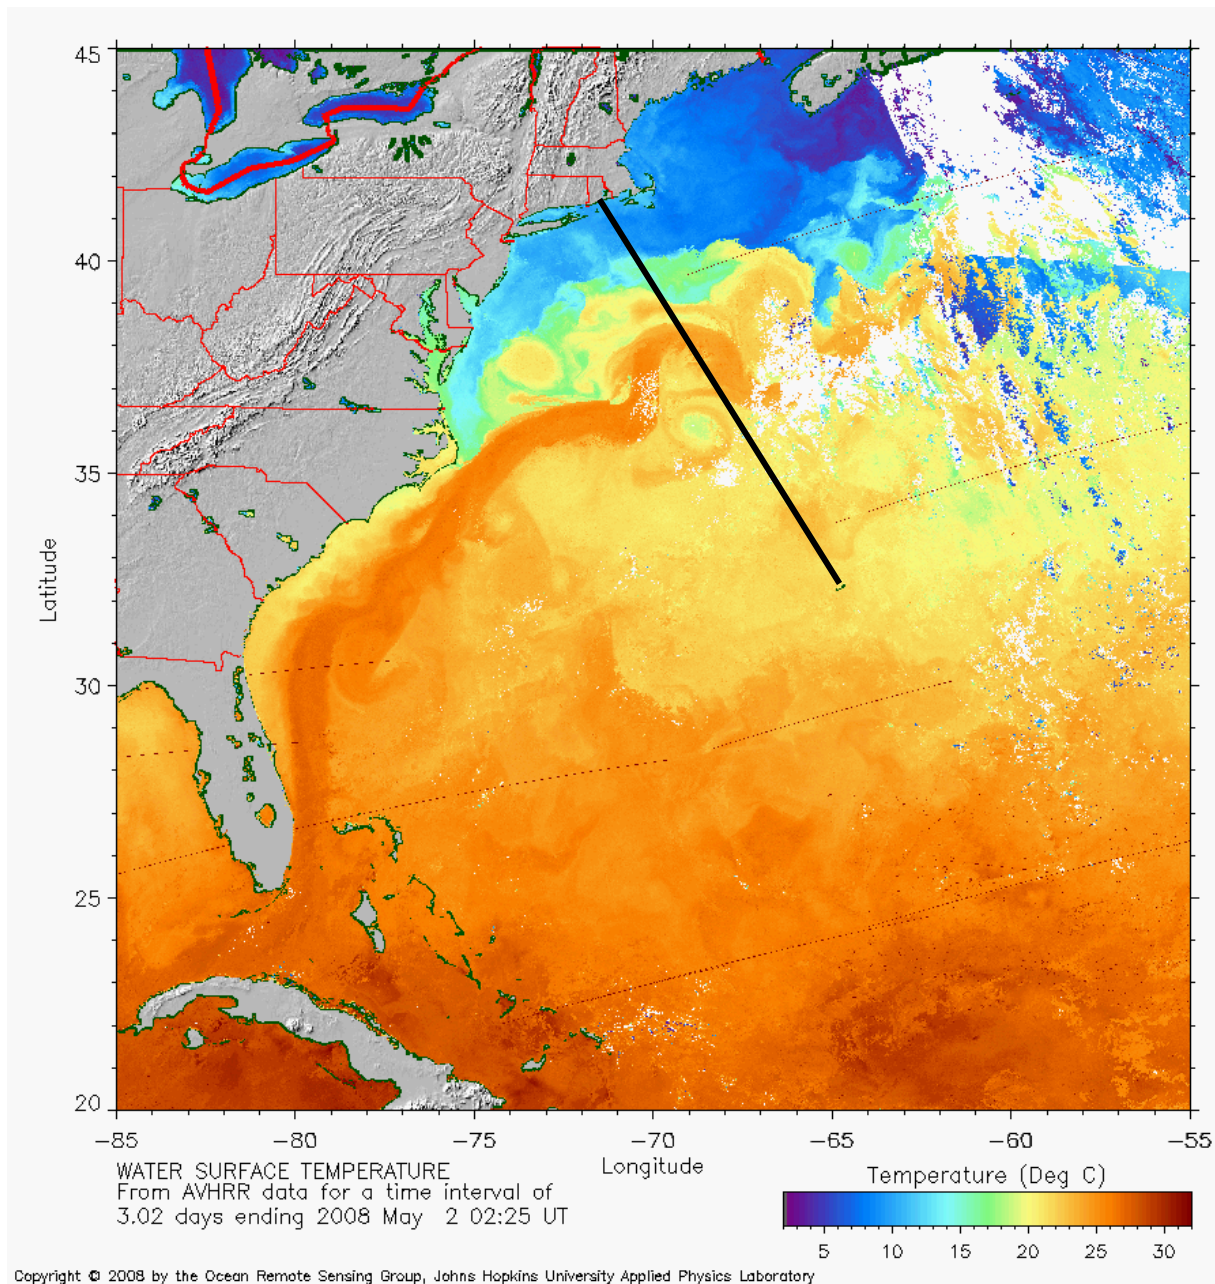 45
40
35
30
25
20
Latitude
-85
-80
-75
-70
-65
-60
-55
Longitude
WATER SURFACE TEMPERATURE
From AVHRR data for a time interval of
3.02 days ending 2008 May 2 02:25 UT
Temperature (Deg C)
5 10 15 20 25 30
Copyright © 2008 by the Ocean Remote Sensing Group, Johns Hopkins University Applied Physics Laboratory